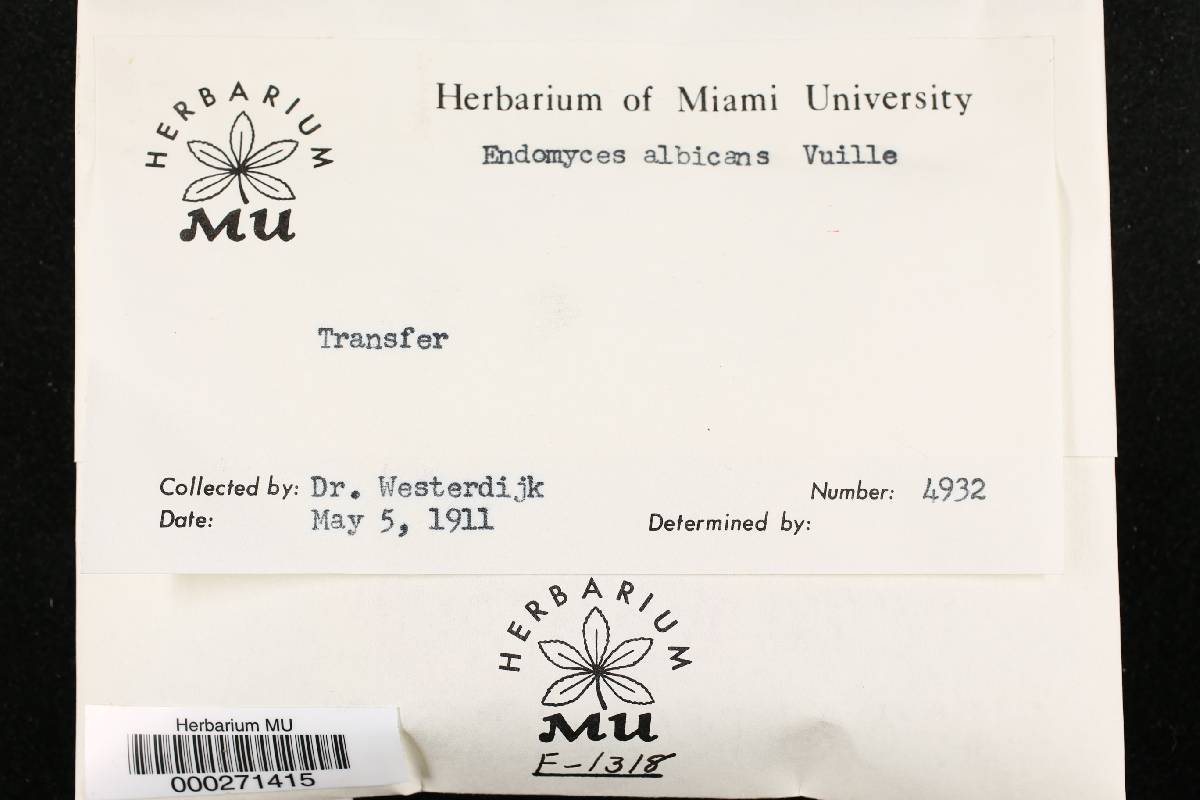 HERBARIUM
MU
Herbarium of Miami University
Endomyces albicans Vuille
Transfer
Collected by: Dr. Westerdijk
Number: 4932
Date: May 5, 1911
Determined by:
HERBARIUM
MU
F-1318
Herbarium MU
000271415